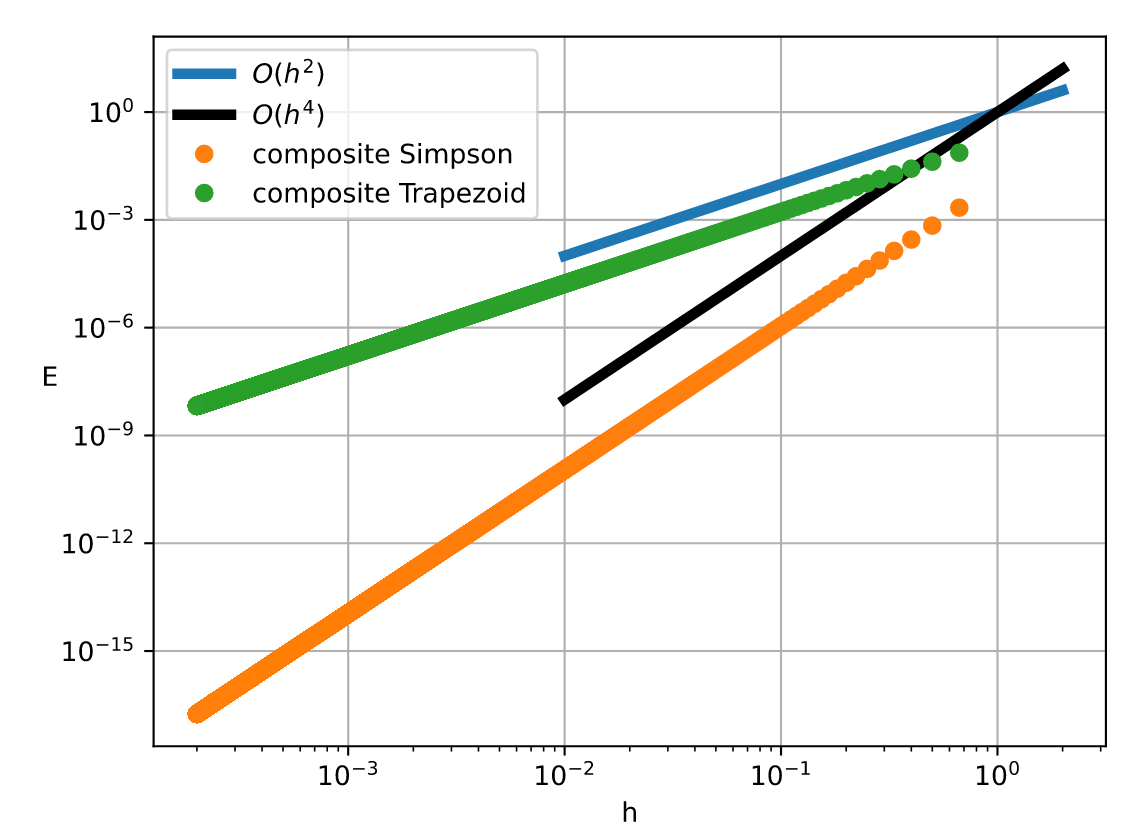 O(h²)
O(h⁴)
composite Simpson
composite Trapezoid
10⁰
10⁻³
10⁻⁶
E
10⁻⁹
10⁻¹²
10⁻¹⁵
10⁻³ 10⁻² 10⁻¹ 10⁰
h